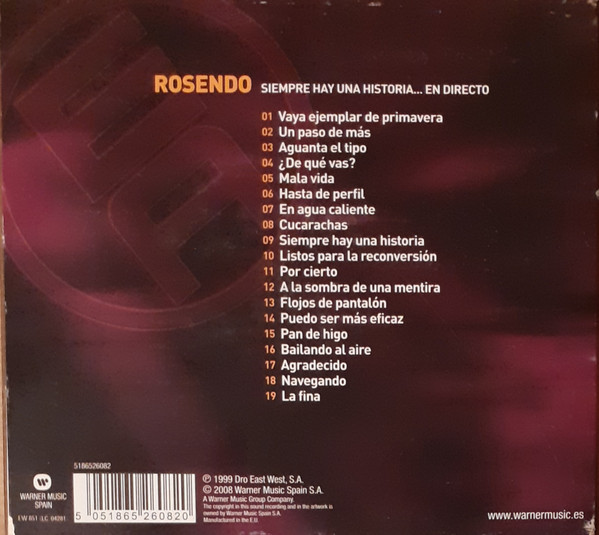 ROSENDO SIEMPRE HAY UNA HISTORIA... EN DIRECTO
01 Vaya ejemplar de primavera
02 Un paso de más
03 Aguanta el tipo
04 ¿De qué vas?
05 Mala vida
06 Hasta de perfil
07 En agua caliente
08 Cucarachas
09 Siempre hay una historia
10 Listos para la reconversión
11 Por cierto
12 A la sombra de una mentira
13 Flojos de pantalón
14 Puedo ser más eficaz
15 Pan de higo
16 Bailando al aire
17 Agradecido
18 Navegando
19 La fina
5186526082
5 051865 260820
WARNER MUSIC
SPAIN
EW 851 LC 04281
℗ 1999 Dro East West, S.A.
© 2008 Warner Music Spain S.A.
A Warner Music Group Company.
The copyright in this sound recording and in the artwork is
owned by Warner Music Spain S.A.
Manufactured in the E.U.
www.warnermusic.es